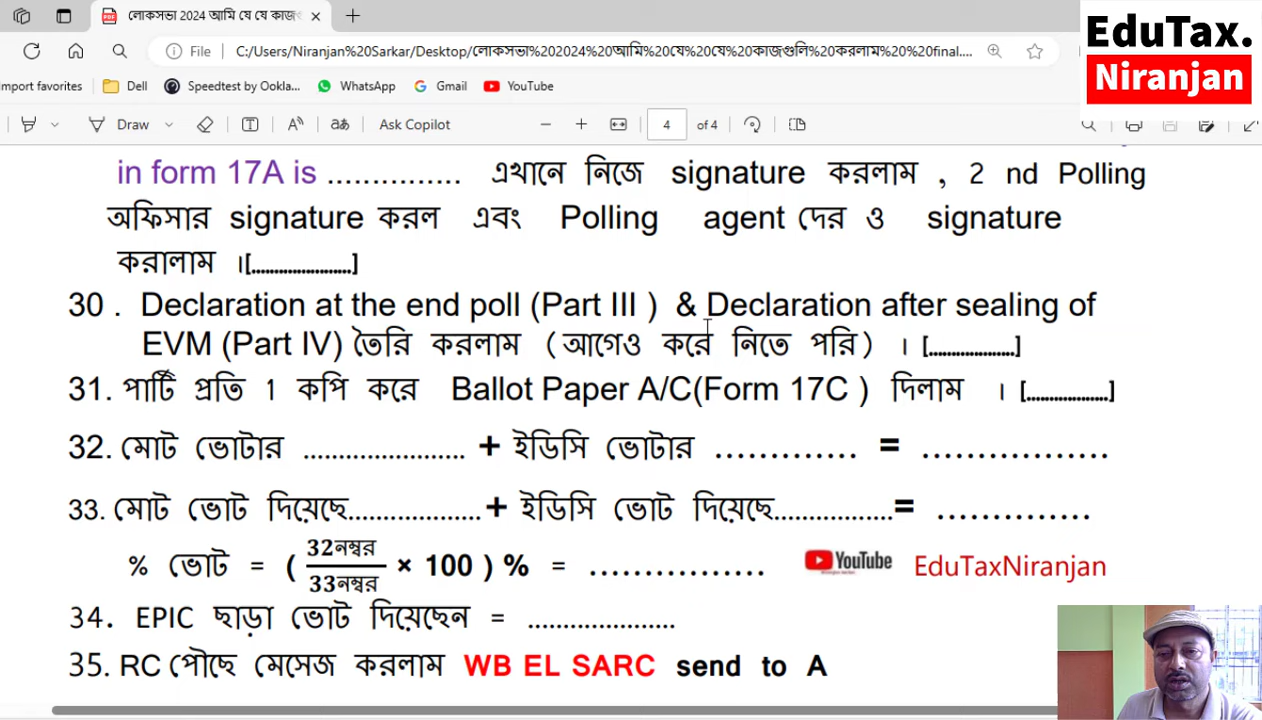 লোকসভা 2024 আমি যে যে কাজগু
EduTax.
Niranjan
File
C:/Users/Niranjan%20Sarkar/Desktop/লোকসভা%202024%20আমি%20যে%20যে%20কাজগুলি%20করলাম%20%20final....
mport favorites Dell Speedtest by Ookla... WhatsApp Gmail YouTube
Draw Ask Copilot 4 of 4
in form 17A is ............... এখানে নিজে signature করলাম , 2 nd Polling
অফিসার signature করল এবং Polling agent দের ও signature
করালাম ।[.......................]
30 . Declaration at the end poll (Part III ) & Declaration after sealing of
EVM (Part IV) তৈরি করলাম (আগেও করে নিতে পরি) । [...................]
31. পার্টি প্রতি 1 কপি করে Ballot Paper A/C(Form 17C ) দিলাম । [..................]
32. মোট ভোটার ....................... + ইডিসি ভোটার ............. = .................
33. মোট ভোট দিয়েছে................... + ইডিসি ভোট দিয়েছে................. = ..............
% ভোট = ( 32নম্বর / 33নম্বর × 100 ) % = ................
YouTube EduTaxNiranjan
34. EPIC ছাড়া ভোট দিয়েছেন = .....................
35. RC পৌছে মেসেজ করলাম WB EL SARC send to A